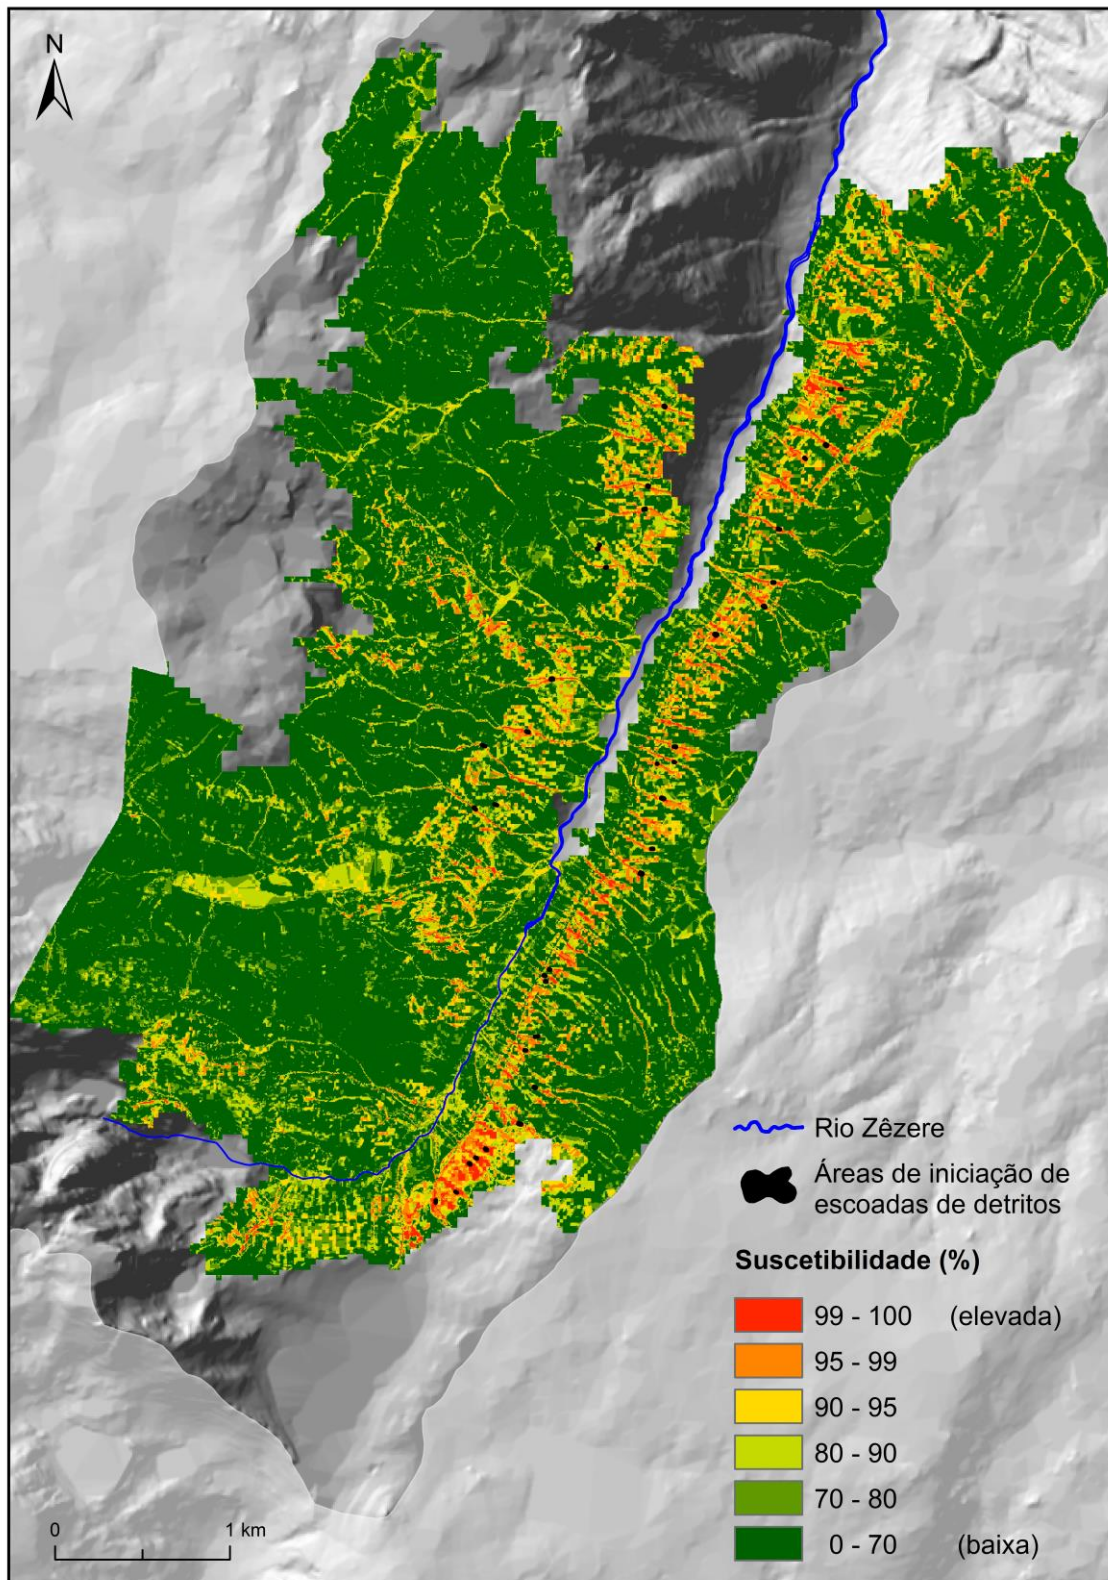 N
Rio Zêzere
Áreas de iniciação de
escoadas de detritos
Suscetibilidade (%)
99 - 100 (elevada)
95 - 99
90 - 95
80 - 90
70 - 80
0 - 70 (baixa)
0 1 km